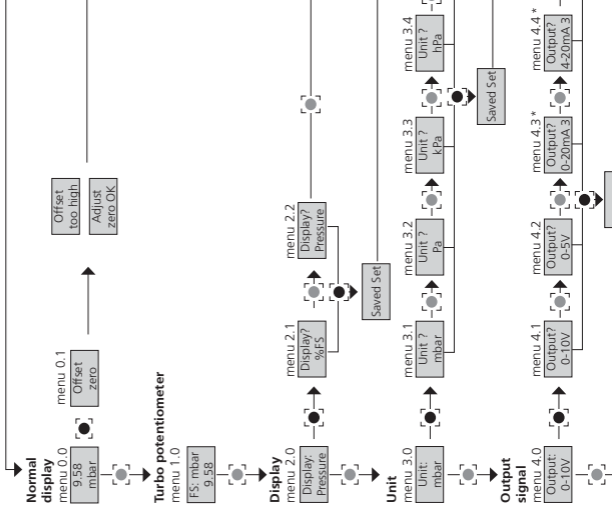 Normal
display
menu 0.0
9.58
mbar
menu 0.1
Offset
zero
Offset
too high
Adjust
zero OK
Turbo potentiometer
menu 1.0
FS: mbar
9.58
Display
menu 2.0
Display:
Pressure
menu 2.1
Display?
%FS
menu 2.2
Display?
Pressure
Saved Set
Unit
menu 3.0
Unit:
mbar
menu 3.1
Unit ?
mbar
menu 3.2
Unit ?
Pa
menu 3.3
Unit ?
kPa
menu 3.4
Unit ?
hPa
Saved Set
Output
signal
menu 4.0
Output:
0-10V
menu 4.1
Output?
0-10V
menu 4.2
Output?
0-5V
menu 4.3 *
Output?
0-20mA 3
menu 4.4 *
Output?
4-20mA 3